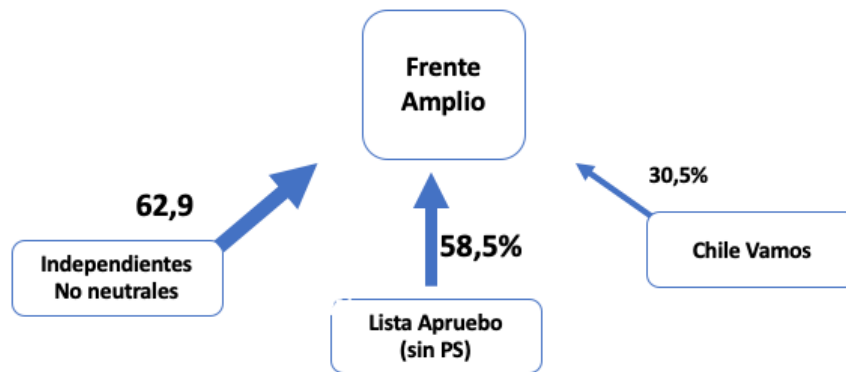 Frente
Amplio
62,9
30,5%
58,5%
Independientes
No neutrales
Chile Vamos
Lista Apruebo
(sin PS)